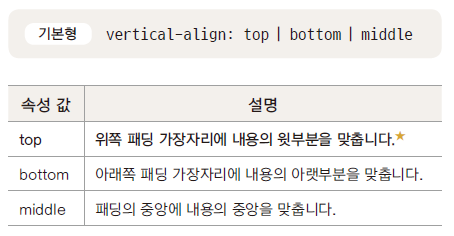 기본형 vertical-align: top | bottom | middle
속성 값 설명
top 위쪽 패딩 가장자리에 내용의 윗부분을 맞춥니다.★
bottom 아래쪽 패딩 가장자리에 내용의 아랫부분을 맞춥니다.
middle 패딩의 중앙에 내용의 중앙을 맞춥니다.